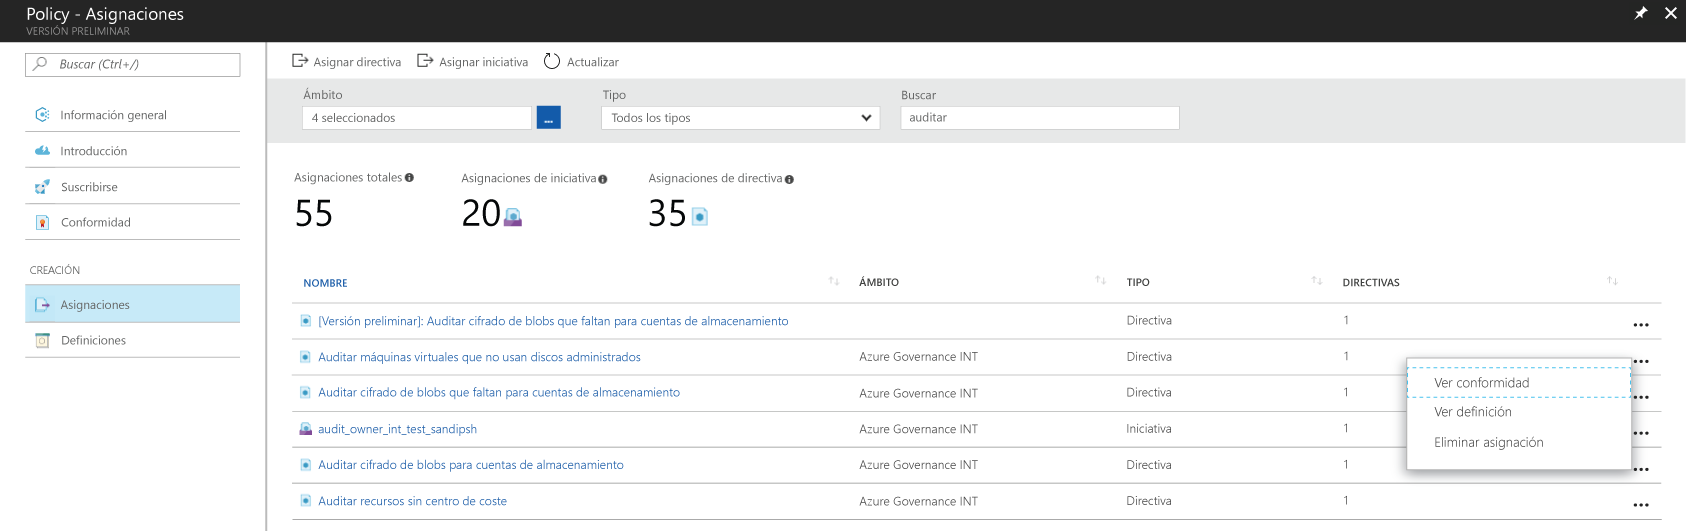 Policy - Asignaciones
VERSIÓN PRELIMINAR
Buscar (Ctrl+/)
Información general
Introducción
Suscribirse
Conformidad
CREACIÓN
Asignaciones
Definiciones
Asignar directiva Asignar iniciativa Actualizar
Ámbito Tipo Buscar
4 seleccionados ... Todos los tipos auditar
Asignaciones totales Asignaciones de iniciativa Asignaciones de directiva
55 20 35
NOMBRE ÁMBITO TIPO DIRECTIVAS
[Versión preliminar]: Auditar cifrado de blobs que faltan para cuentas de almacenamiento Directiva 1
Auditar máquinas virtuales que no usan discos administrados Azure Governance INT Directiva 1
Auditar cifrado de blobs que faltan para cuentas de almacenamiento Azure Governance INT Directiva 1
audit_owner_int_test_sandipsh Azure Governance INT Iniciativa 1
Auditar cifrado de blobs para cuentas de almacenamiento Azure Governance INT Directiva 1
Auditar recursos sin centro de coste Azure Governance INT Directiva 1
Ver conformidad
Ver definición
Eliminar asignación